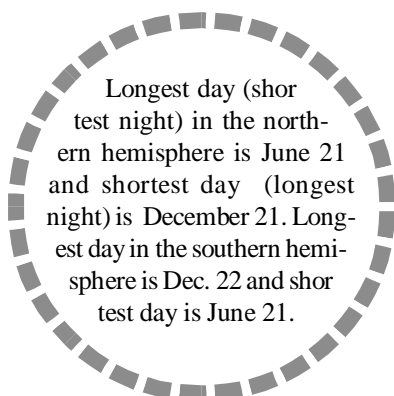 Longest day (shor
test night) in the north-
ern hemisphere is June 21
and shortest day (longest
night) is December 21. Long-
est day in the southern hemi-
sphere is Dec. 22 and shor
test day is June 21.